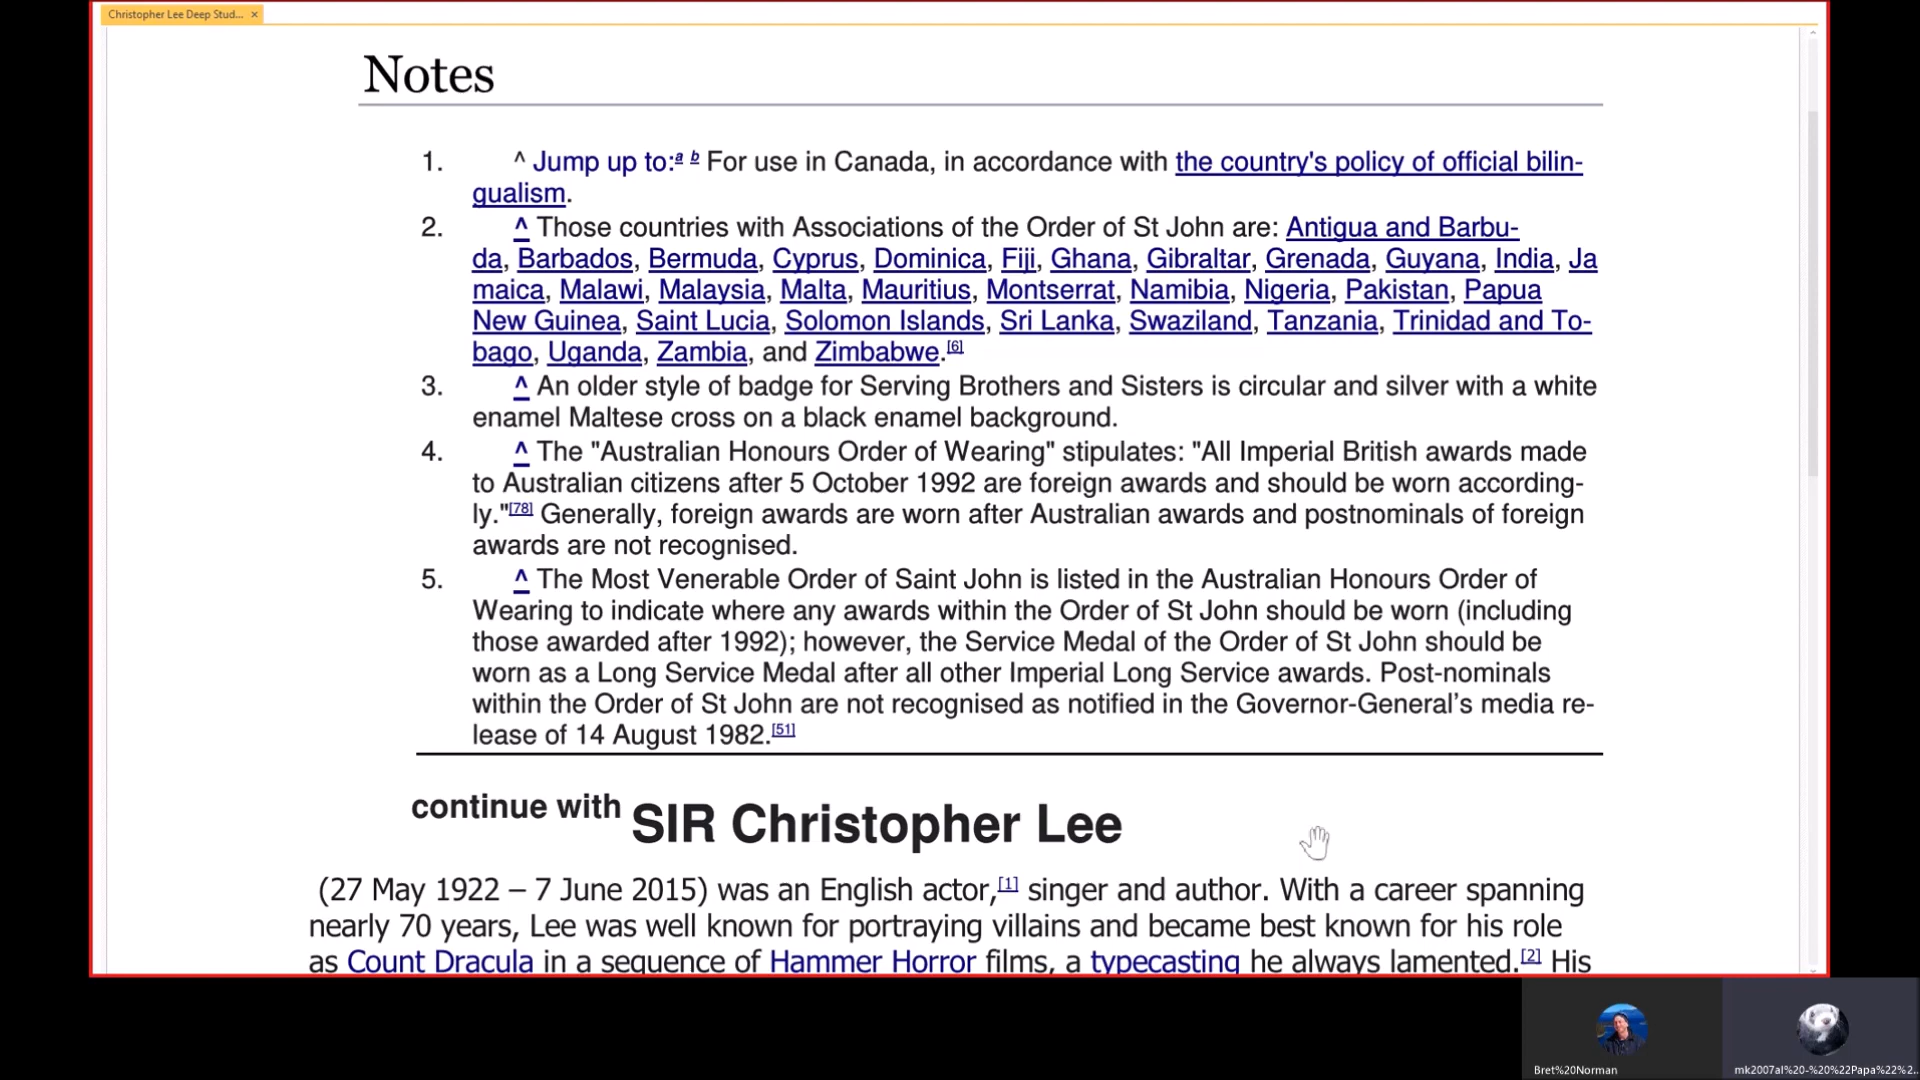 Christopher Lee Deep Stud... ×
Notes
1. ^ Jump up to:a b For use in Canada, in accordance with the country's policy of official bilin-
gualism.
2. ^ Those countries with Associations of the Order of St John are: Antigua and Barbu-
da, Barbados, Bermuda, Cyprus, Dominica, Fiji, Ghana, Gibraltar, Grenada, Guyana, India, Ja
maica, Malawi, Malaysia, Malta, Mauritius, Montserrat, Namibia, Nigeria, Pakistan, Papua
New Guinea, Saint Lucia, Solomon Islands, Sri Lanka, Swaziland, Tanzania, Trinidad and To-
bago, Uganda, Zambia, and Zimbabwe.[6]
3. ^ An older style of badge for Serving Brothers and Sisters is circular and silver with a white
enamel Maltese cross on a black enamel background.
4. ^ The "Australian Honours Order of Wearing" stipulates: "All Imperial British awards made
to Australian citizens after 5 October 1992 are foreign awards and should be worn according-
ly."[78] Generally, foreign awards are worn after Australian awards and postnominals of foreign
awards are not recognised.
5. ^ The Most Venerable Order of Saint John is listed in the Australian Honours Order of
Wearing to indicate where any awards within the Order of St John should be worn (including
those awarded after 1992); however, the Service Medal of the Order of St John should be
worn as a Long Service Medal after all other Imperial Long Service awards. Post-nominals
within the Order of St John are not recognised as notified in the Governor-General’s media re-
lease of 14 August 1982.[51]
continue with SIR Christopher Lee
(27 May 1922 – 7 June 2015) was an English actor,[1] singer and author. With a career spanning
nearly 70 years, Lee was well known for portraying villains and became best known for his role
as Count Dracula in a sequence of Hammer Horror films, a typecasting he always lamented.[2] His
Bret%20Norman
mk2007al%20-%20%22Papa%22%2...